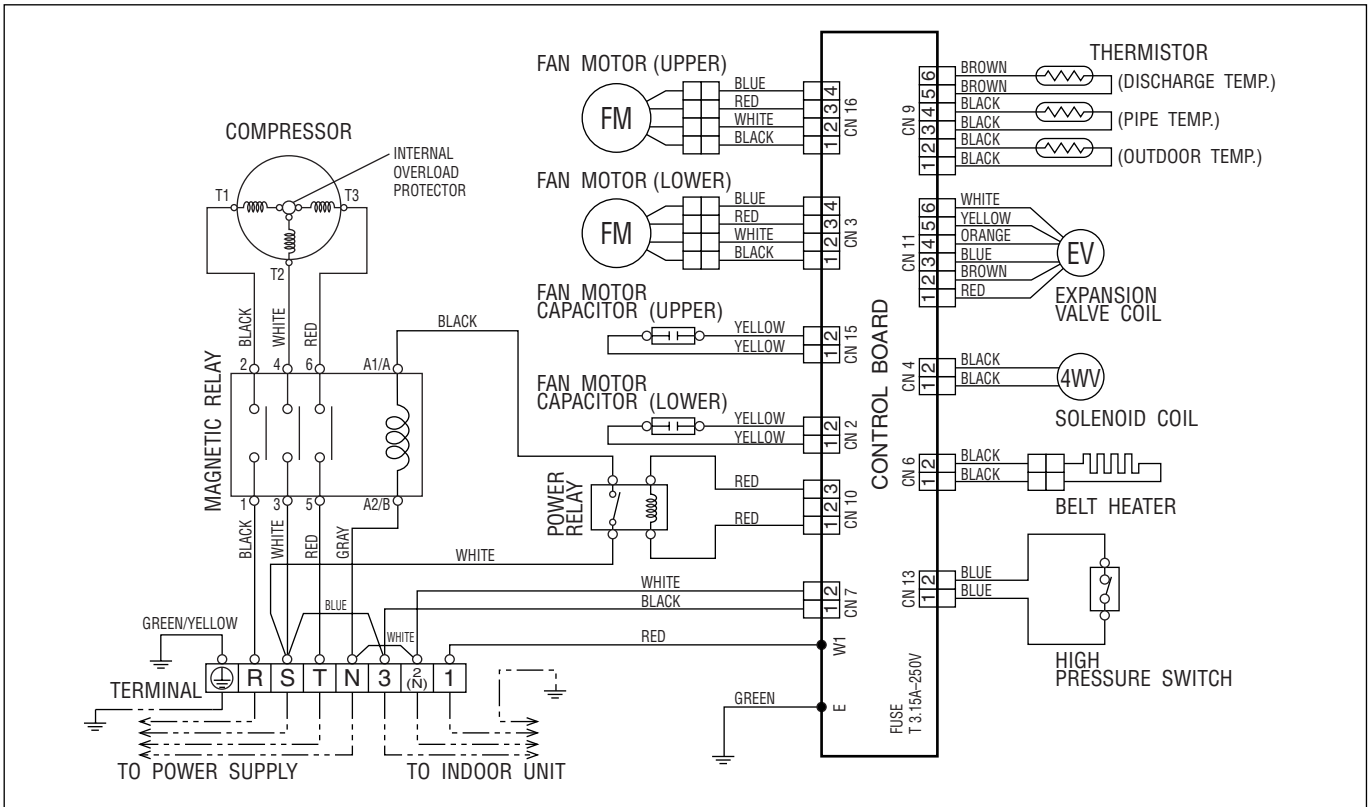 FAN MOTOR (UPPER)
FM
BLUE
RED
WHITE
BLACK
4
3
2
1
CN 16
FAN MOTOR (LOWER)
FM
BLUE
RED
WHITE
BLACK
4
3
2
1
CN 3
FAN MOTOR
CAPACITOR (UPPER)
YELLOW
YELLOW
2
1
CN 15
FAN MOTOR
CAPACITOR (LOWER)
YELLOW
YELLOW
2
1
CN 2
POWER
RELAY
RED
RED
3
2
1
CN 10
WHITE
BLACK
2
1
CN 7
RED
W1
GREEN
E
COMPRESSOR
INTERNAL
OVERLOAD
PROTECTOR
T1
T3
T2
BLACK
WHITE
RED
BLACK
2
4
6
A1/A
MAGNETIC RELAY
1
3
5
A2/B
BLACK
WHITE
RED
GRAY
WHITE
BLUE
WHITE
GREEN/YELLOW
TERMINAL
R
S
T
N
3
2
(N)
1
TO POWER SUPPLY
TO INDOOR UNIT
CONTROL BOARD
FUSE
T 3.15A–250V
THERMISTOR
CN 9
6
5
4
3
2
1
BROWN
BROWN
BLACK
BLACK
BLACK
BLACK
(DISCHARGE TEMP.)
(PIPE TEMP.)
(OUTDOOR TEMP.)
CN 11
6
5
4
3
2
1
WHITE
YELLOW
ORANGE
BLUE
BROWN
RED
EV
EXPANSION
VALVE COIL
CN 4
2
1
BLACK
BLACK
4WV
SOLENOID COIL
CN 6
2
1
BLACK
BLACK
BELT HEATER
CN 13
2
1
BLUE
BLUE
HIGH
PRESSURE SWITCH